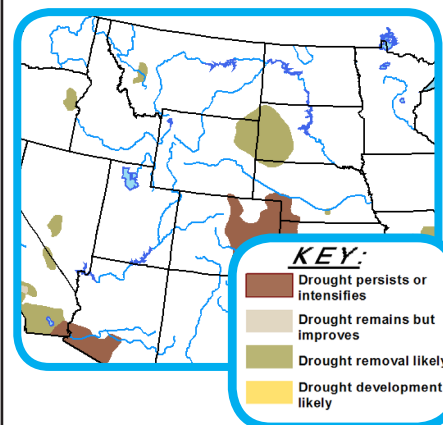 KEY:
Drought persists or
intensifies
Drought remains but
improves
Drought removal likely
Drought development
likely